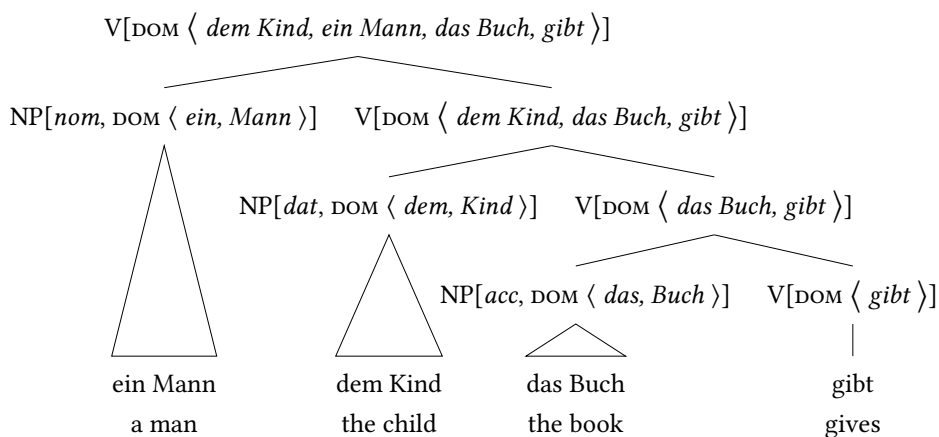 V[DOM ⟨ dem Kind, ein Mann, das Buch, gibt ⟩]
NP[nom, DOM ⟨ ein, Mann ⟩] V[DOM ⟨ dem Kind, das Buch, gibt ⟩]
NP[dat, DOM ⟨ dem, Kind ⟩] V[DOM ⟨ das Buch, gibt ⟩]
NP[acc, DOM ⟨ das, Buch ⟩] V[DOM ⟨ gibt ⟩]
ein Mann dem Kind das Buch gibt
a man the child the book gives